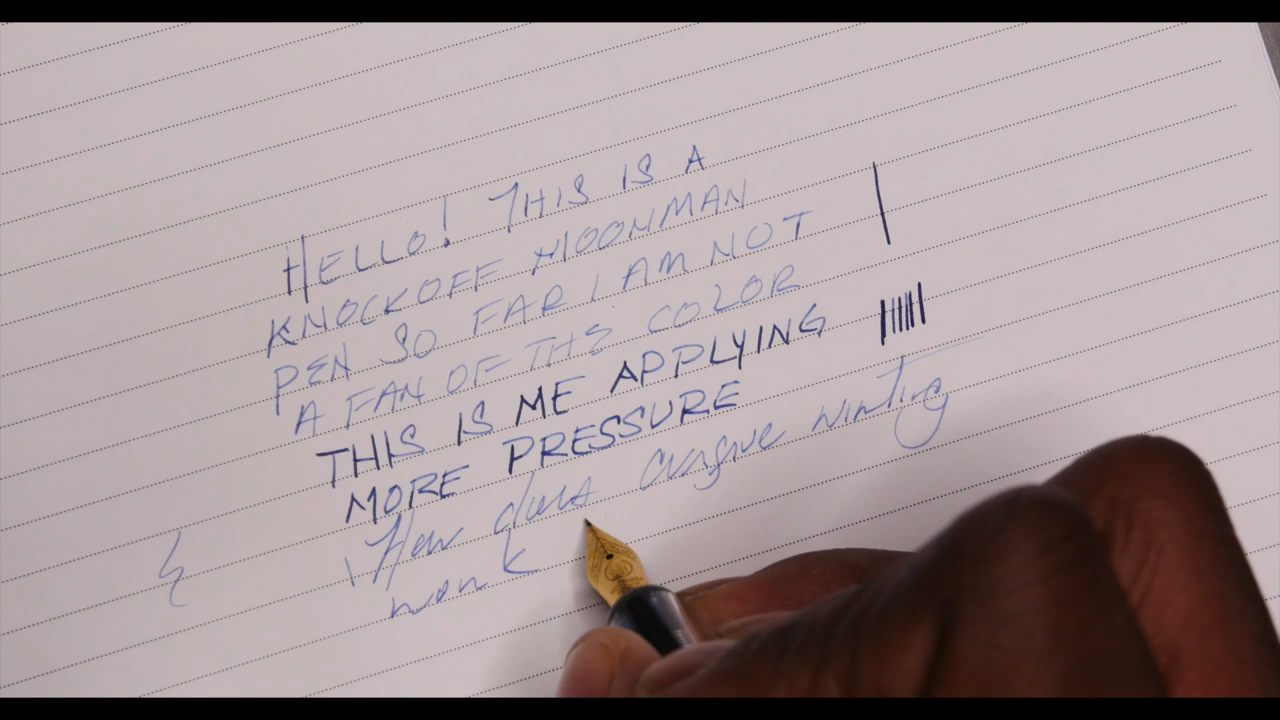 HELLO! THIS IS A
KNOCKOFF MOONMAN
PEN SO FAR I AM NOT
A FAN OF THS COLOR
THIS IS ME APPLYING
MORE PRESSURE
How does cursive writing
work